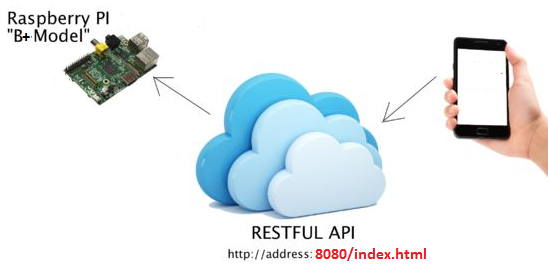 Raspberry PI
"B+Model"
RESTFUL API
http://address: 8080/index.html